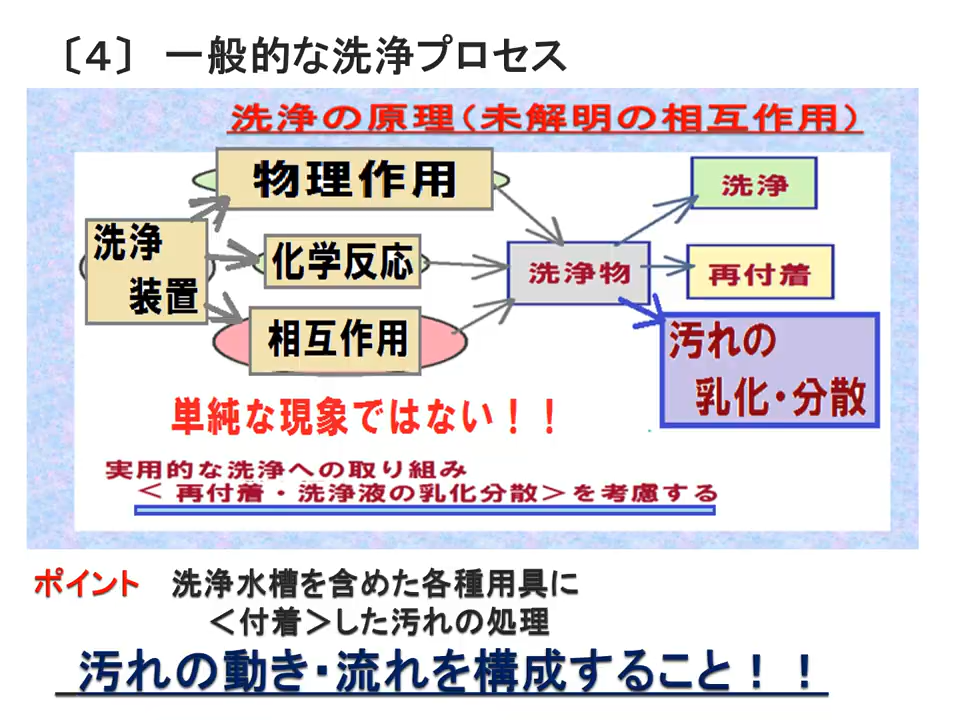 〔４〕 一般的な洗浄プロセス
洗浄の原理（未解明の相互作用）
物理作用
洗浄
洗浄
装置
化学反応
洗浄物
再付着
相互作用
汚れの
乳化・分散
単純な現象ではない！！
実用的な洗浄への取り組み
＜ 再付着・洗浄液の乳化分散＞を考慮する
ポイント 洗浄水槽を含めた各種用具に
＜付着＞した汚れの処理
汚れの動き・流れを構成すること！！